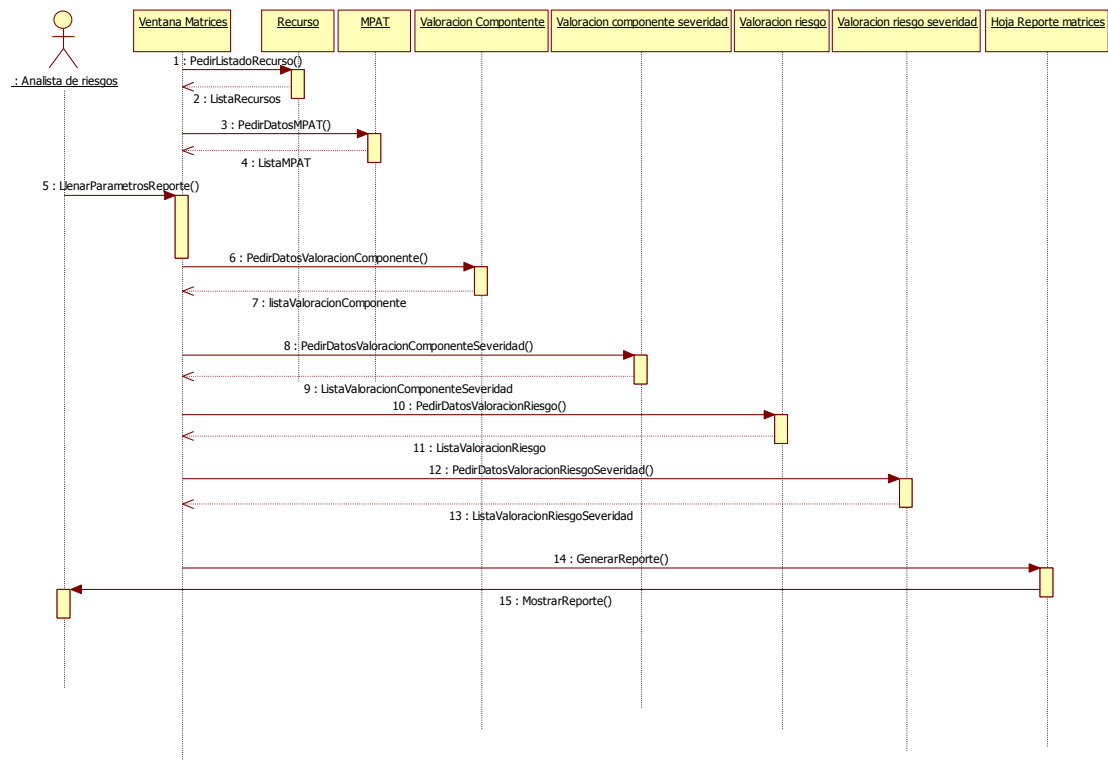 Ventana Matrices
Recurso
MPAT
Valoracion Compontente
Valoracion componente severidad
Valoracion riesgo
Valoracion riesgo severidad
Hoja Reporte matrices
: Analista de riesgos
1 : PedirListadoRecurso()
2 : ListaRecursos
3 : PedirDatosMPAT()
4 : ListaMPAT
5 : LlenarParametrosReporte()
6 : PedirDatosValoracionComponente()
7 : listaValoracionComponente
8 : PedirDatosValoracionComponenteSeveridad()
9 : ListaValoracionComponenteSeveridad
10 : PedirDatosValoracionRiesgo()
11 : ListaValoracionRiesgo
12 : PedirDatosValoracionRiesgoSeveridad()
13 : ListaValoracionRiesgoSeveridad
14 : GenerarReporte()
15 : MostrarReporte()